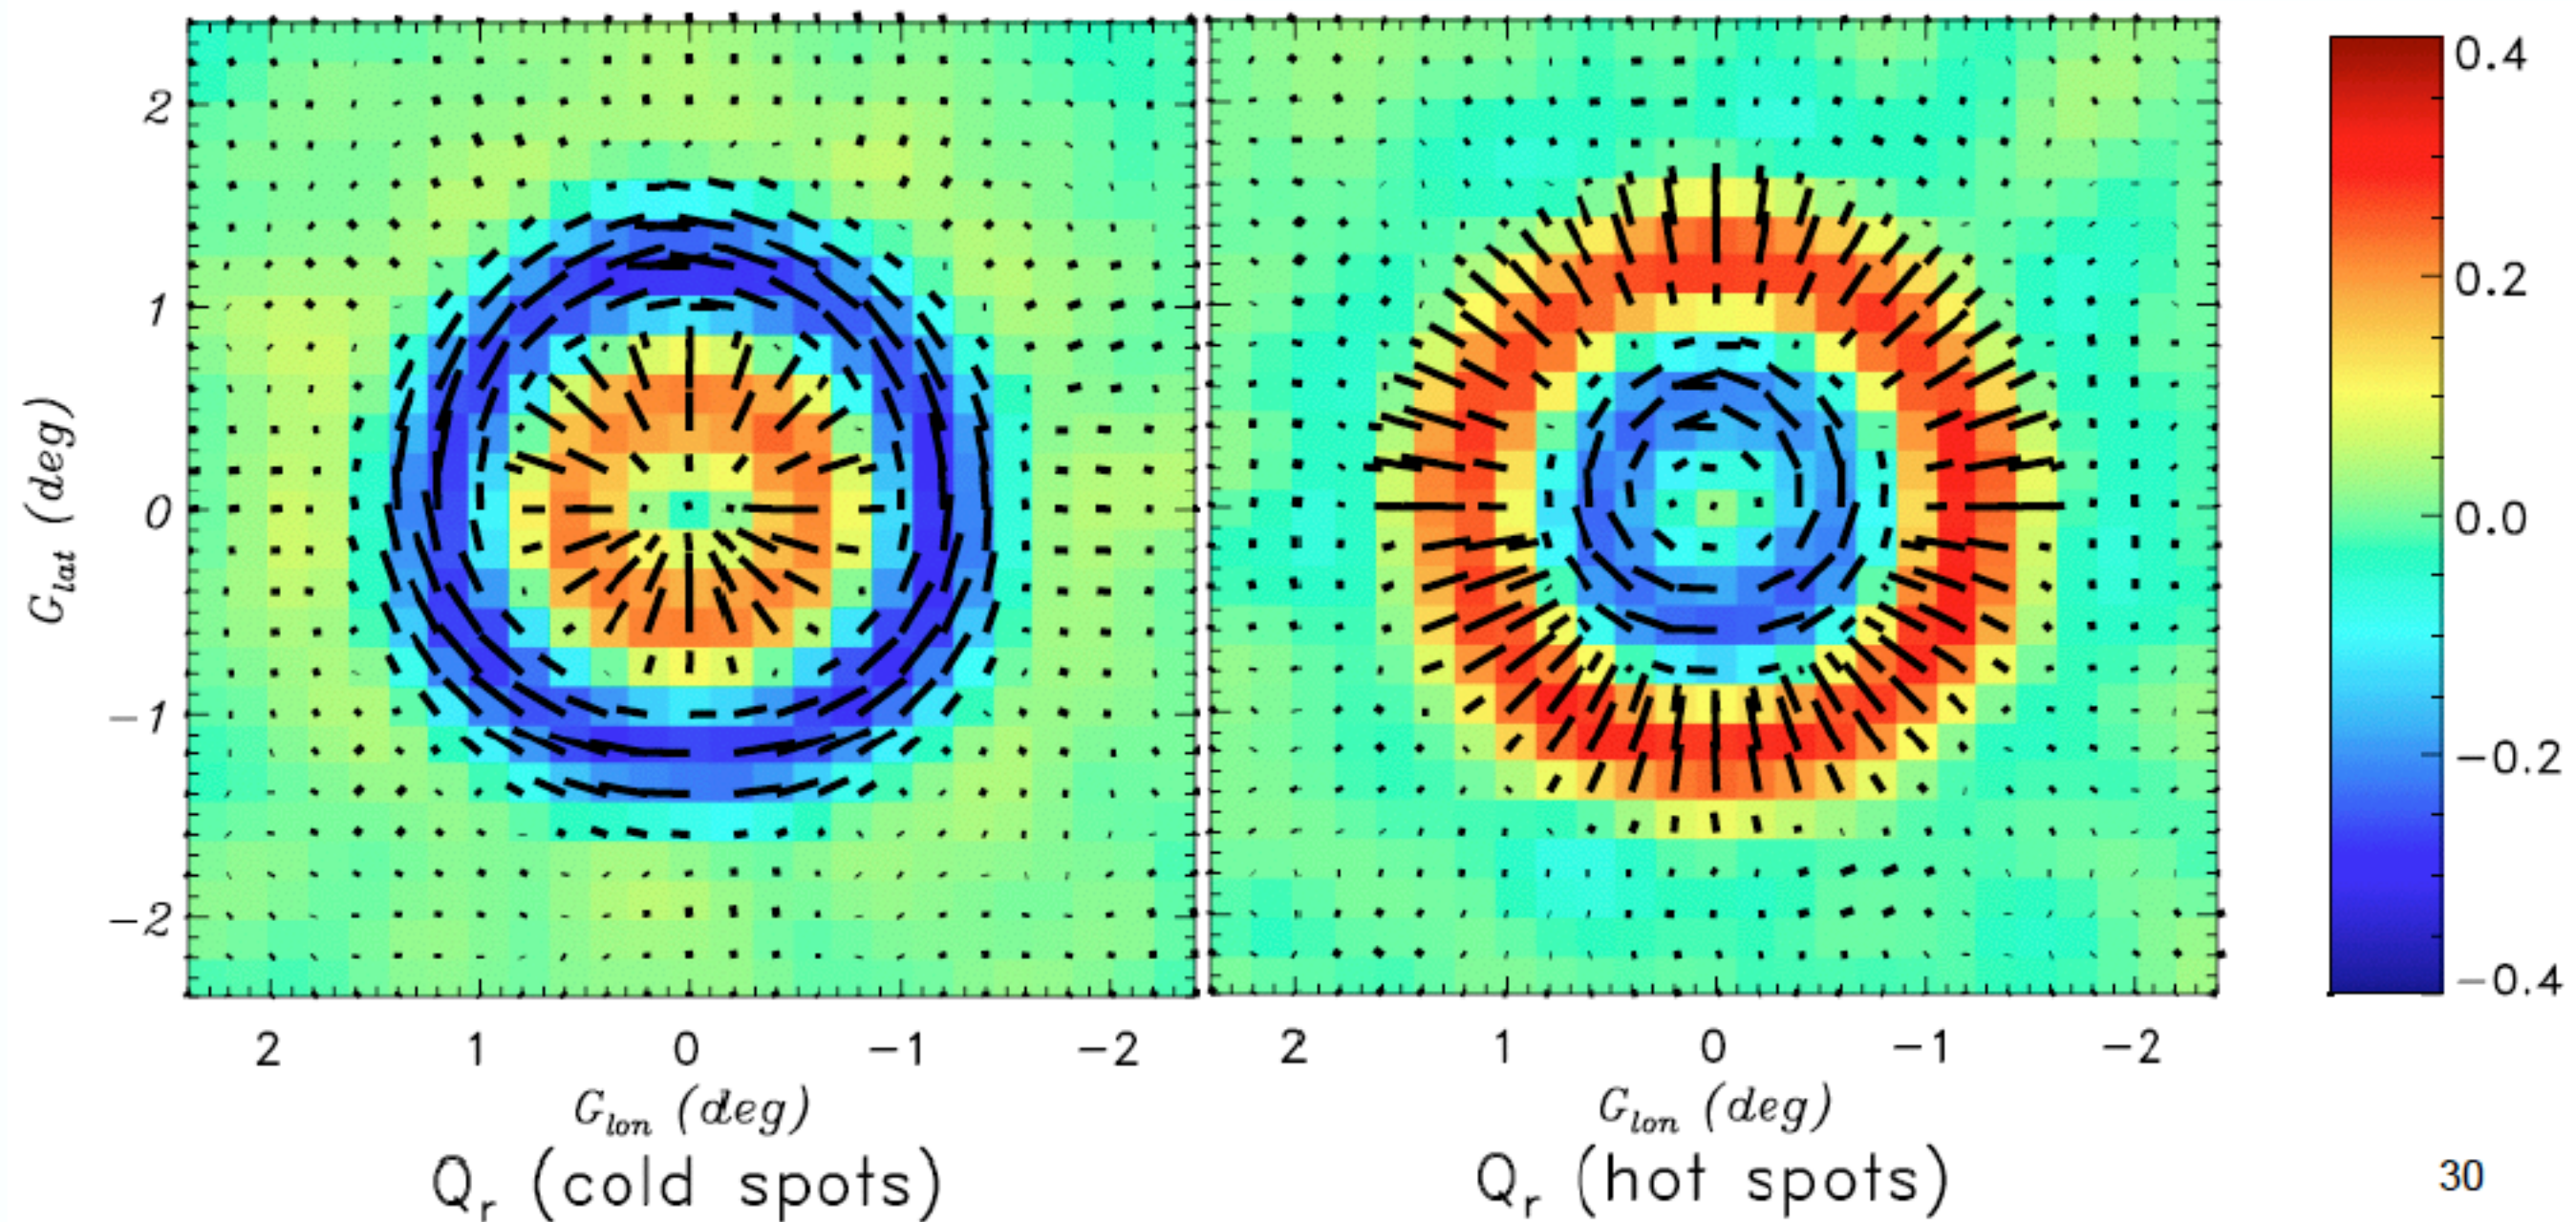 0.4
0.2
0.0
−0.2
−0.4
2
1
0
−1
−2
G_lat (deg)
2 1 0 −1 −2
2 1 0 −1 −2
G_lon (deg)
G_lon (deg)
Q_r (cold spots)
Q_r (hot spots)
30